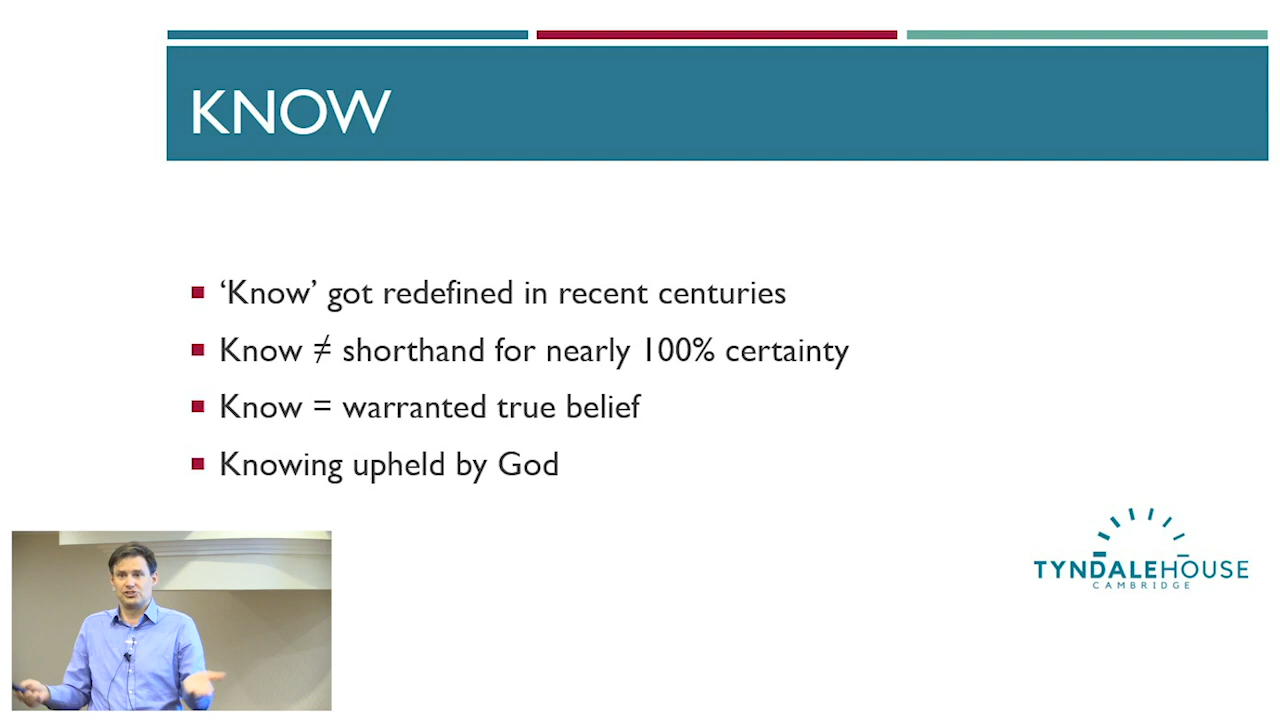 KNOW
‘Know’ got redefined in recent centuries
Know ≠ shorthand for nearly 100% certainty
Know = warranted true belief
Knowing upheld by God
TYNDALEHOUSE
CAMBRIDGE